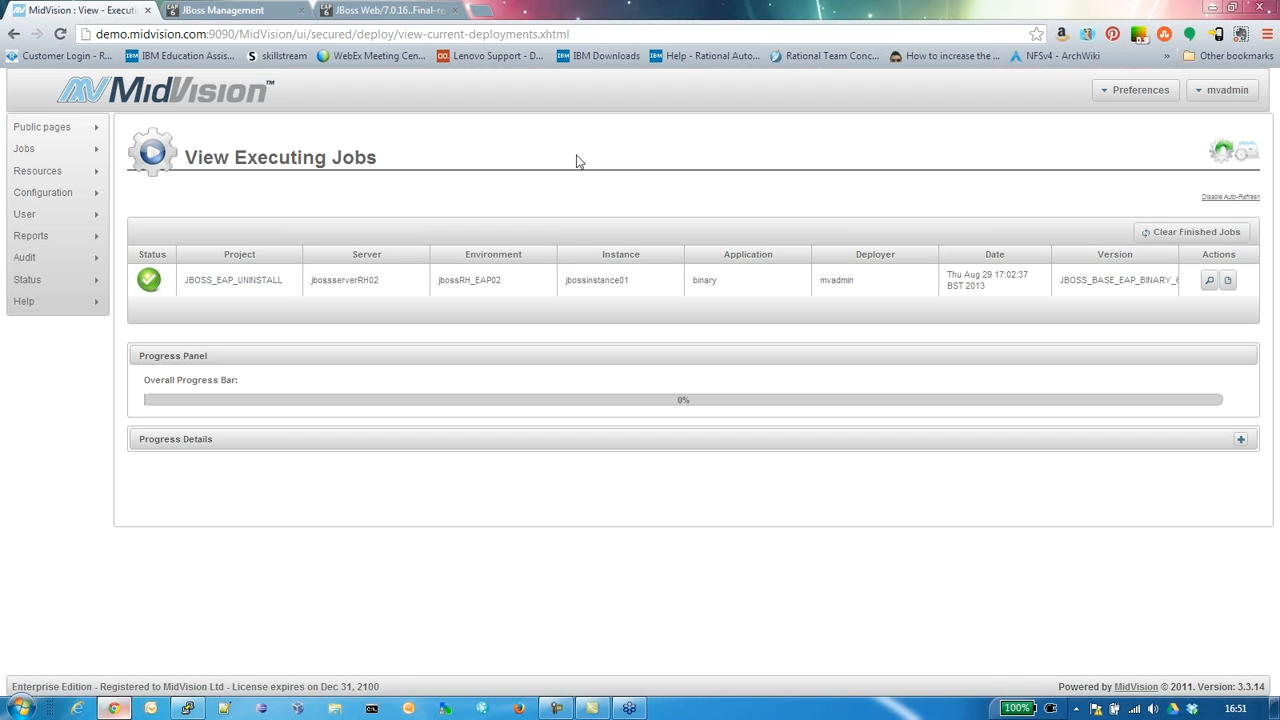 MidVision : View - Executi
JBoss Management
JBoss Web/7.0.16..Final-re
demo.midvision.com:9090/MidVision/ui/secured/deploy/view-current-deployments.xhtml
Customer Login - R...
IBM Education Assis...
skillstream
WebEx Meeting Cen...
Lenovo Support - D...
IBM Downloads
Help - Rational Auto...
Rational Team Conc...
How to increase the ...
NFSv4 - ArchWiki
»
Other bookmarks
MidVision™
Preferences
mvadmin
Public pages
Jobs
Resources
Configuration
User
Reports
Audit
Status
Help
View Executing Jobs
Disable Auto-Refresh
Clear Finished Jobs
Status Project Server Environment Instance Application Deployer Date Version Actions
JBOSS_EAP_UNINSTALL jbossserverRH02 jbossRH_EAP02 jbossinstance01 binary mvadmin Thu Aug 29 17:02:37
BST 2013
JBOSS_BASE_EAP_BINARY_6
Progress Panel
Overall Progress Bar:
0%
Progress Details
Enterprise Edition - Registered to MidVision Ltd - License expires on Dec 31, 2100
Powered by MidVision © 2011. Version: 3.3.14
100%
16:51